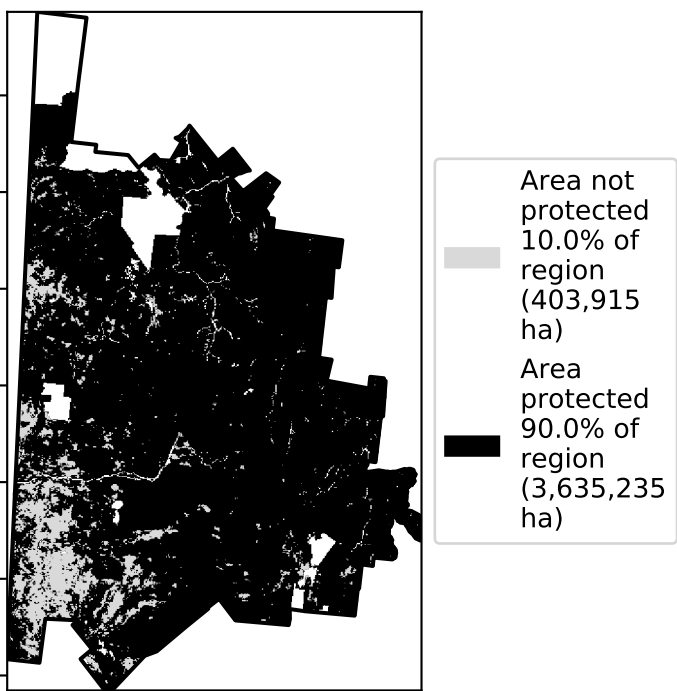 Area not
protected
10.0% of
region
(403,915
ha)
Area
protected
90.0% of
region
(3,635,235
ha)